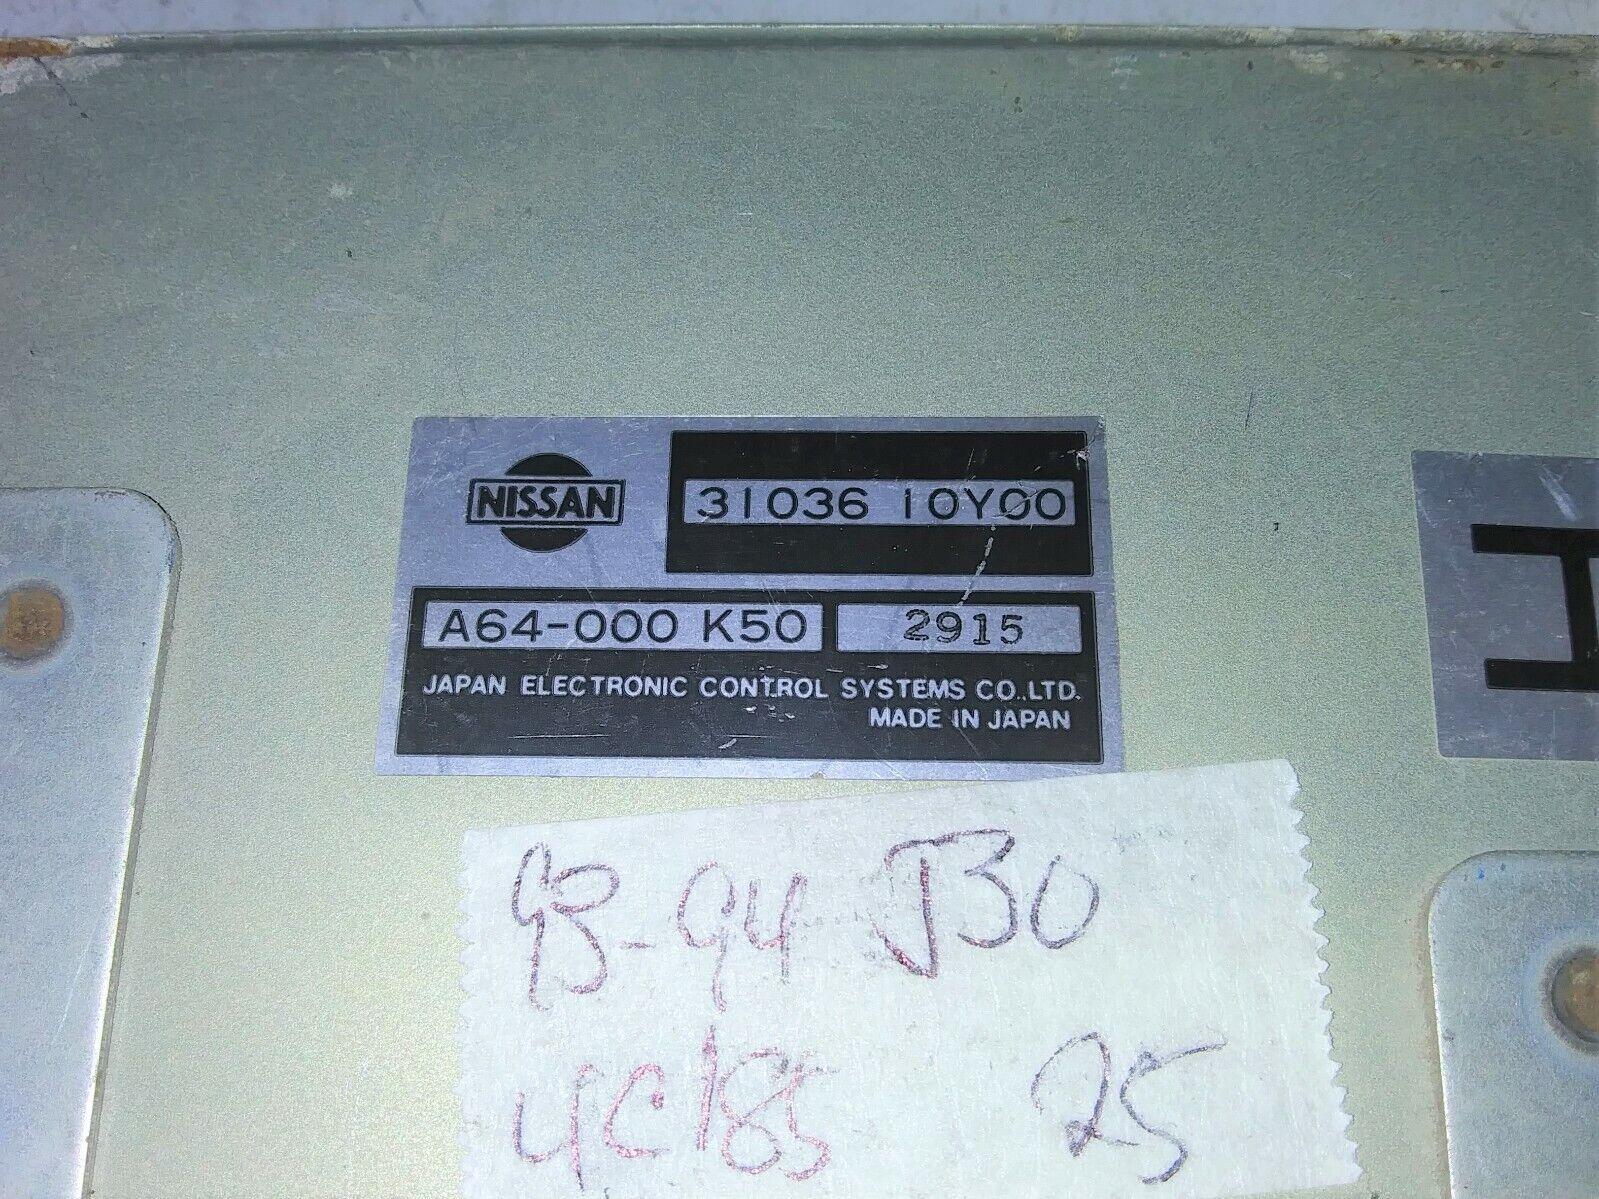 NISSAN
31036 10Y00
A64-000 K50 2915
JAPAN ELECTRONIC CONTROL SYSTEMS CO.,LTD.
MADE IN JAPAN
93-94 J30
4C185 25